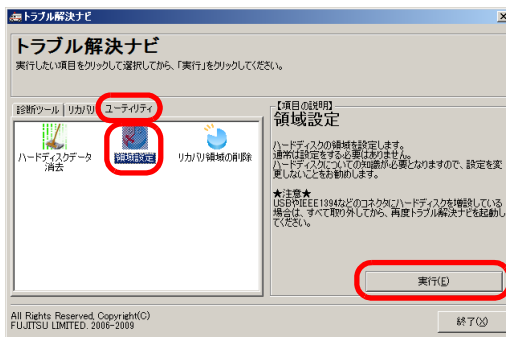 トラブル解決ナビ
トラブル解決ナビ
実行したい項目をクリックして選択してから、「実行」をクリックしてください。
診断ツール
リカバリ
ユーティリティ
ハードディスクデータ
消去
領域設定
リカバリ領域の削除
【項目の説明】
領域設定
ハードディスクの領域を設定します。
通常は設定をする必要はありません。
ハードディスクについての知識が必要となりますので、設定を変
更しないことをお勧めします。
★注意★
USBやIEEE1394などのコネクタにハードディスクを増設している
場合は、すべて取り外してから、再度トラブル解決ナビを起動し
てください。
実行(E)
All Rights Reserved, Copyright(C)
FUJITSU LIMITED. 2006-2009
終了(X)